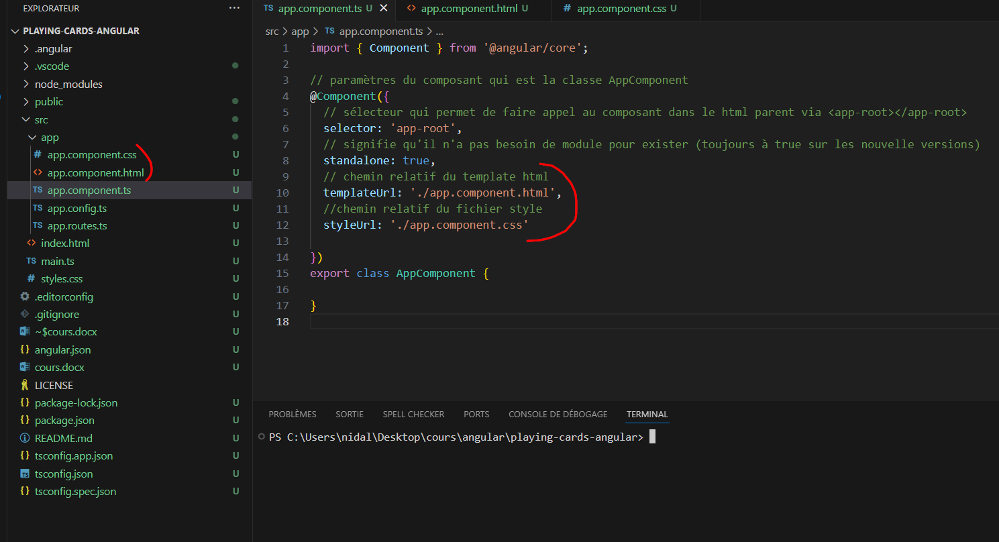 EXPLORATEUR ...
PLAYING-CARDS-ANGULAR
.angular
.vscode
node_modules
public
src
app
# app.component.css U
<> app.component.html U
TS app.component.ts U
TS app.config.ts U
TS app.routes.ts U
<> index.html U
TS main.ts U
# styles.css U
.editorconfig U
.gitignore U
~$cours.docx U
{} angular.json U
cours.docx U
LICENSE
{} package-lock.json U
{} package.json U
README.md U
{} tsconfig.app.json U
TS tsconfig.json U
{} tsconfig.spec.json U
TS app.component.ts U × <> app.component.html U # app.component.css U
src > app > TS app.component.ts > ...
1 import { Component } from '@angular/core';
2
3 // paramètres du composant qui est la classe AppComponent
4 @Component({
5 // sélecteur qui permet de faire appel au composant dans le html parent via <app-root></app-root>
6 selector: 'app-root',
7 // signifie qu'il n'a pas besoin de module pour exister (toujours à true sur les nouvelle versions)
8 standalone: true,
9 // chemin relatif du template html
10 templateUrl: './app.component.html',
11 //chemin relatif du fichier style
12 styleUrl: './app.component.css'
13
14 })
15 export class AppComponent {
16
17 }
18
PROBLÈMES SORTIE SPELL CHECKER PORTS CONSOLE DE DÉBOGAGE TERMINAL
PS C:\Users\nidal\Desktop\cours\angular\playing-cards-angular>